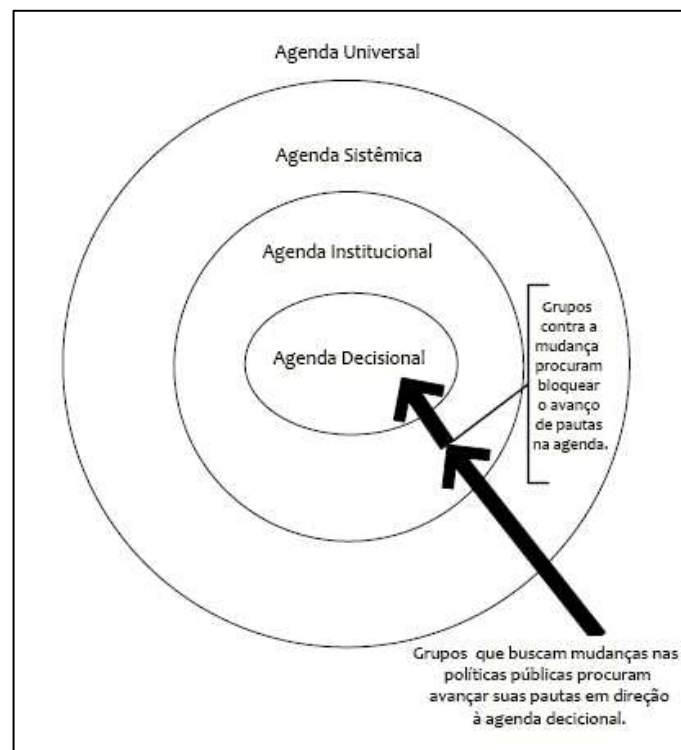 Agenda Universal
Agenda Sistêmica
Agenda Institucional
Agenda Decisional
Grupos
contra a
mudança
procuram
bloquear
o avanço
de pautas
na agenda.
Grupos que buscam mudanças nas
políticas públicas procuram
avançar suas pautas em direção
à agenda decicional.